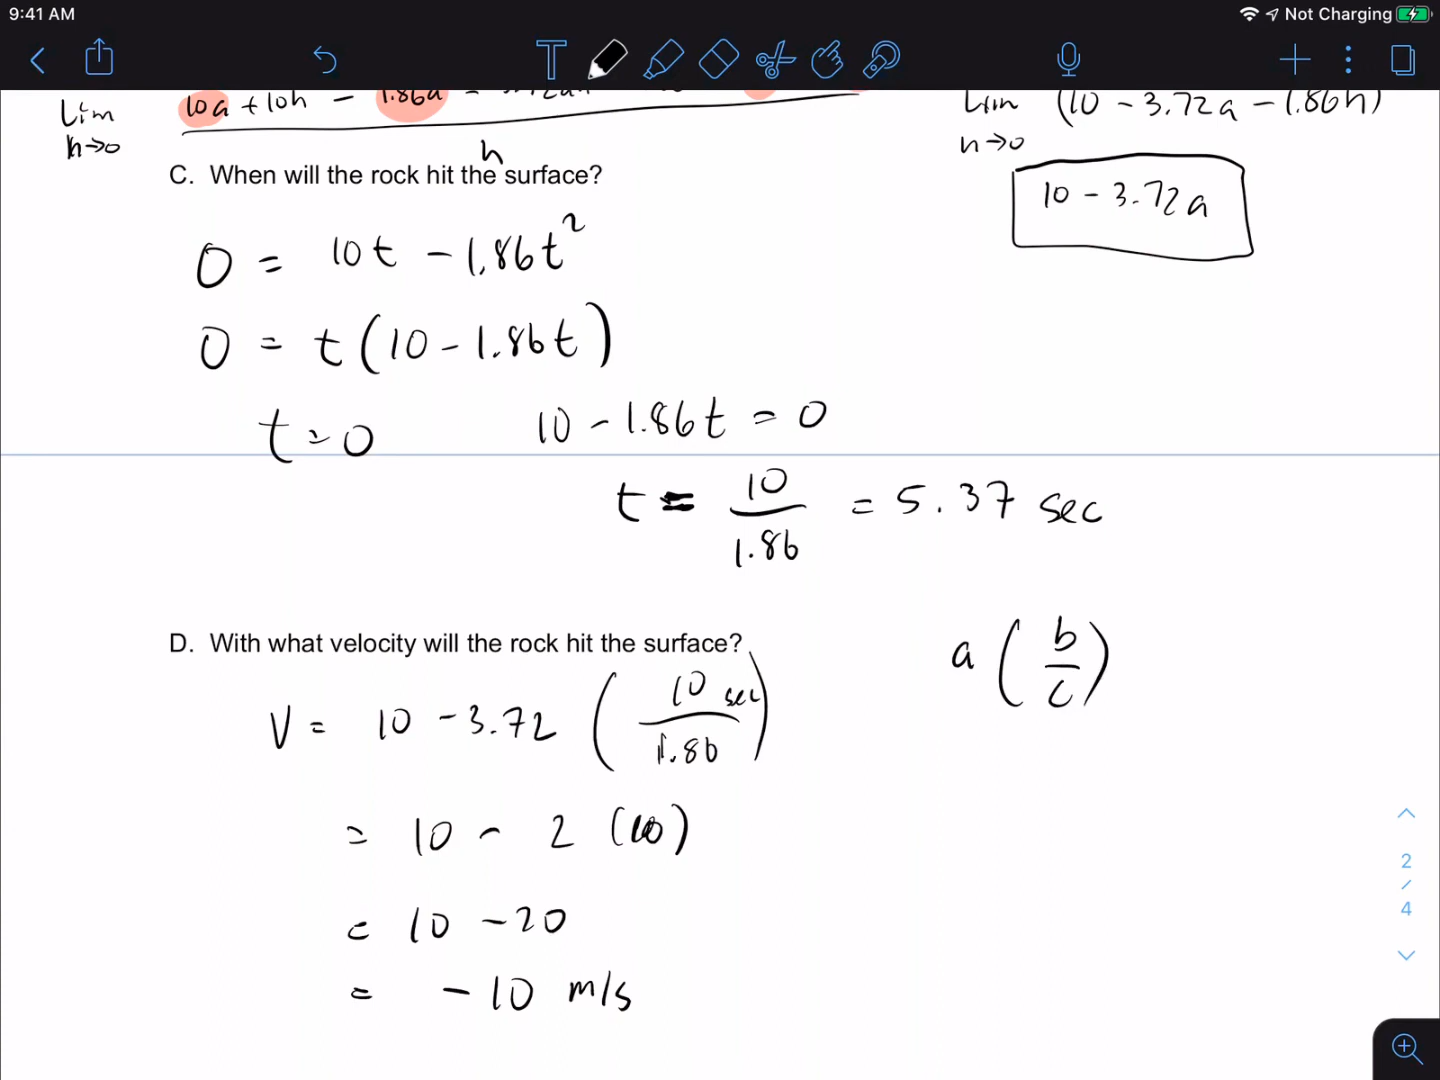 9:41 AM
Not Charging
Lim 10a + 10h - 1.86a
h→0
h
Lim (10 - 3.72a - 1.86h)
h→0
10 - 3.72a
C. When will the rock hit the surface?
0 = 10t - 1.86t²
0 = t(10 - 1.86t)
t = 0 10 - 1.86t = 0
t = 10/1.86 = 5.37 sec
D. With what velocity will the rock hit the surface?
a(b/c)
V = 10 - 3.72 (10 sec/1.86)
= 10 - 2 (10)
= 10 - 20
= -10 m/s
2
/
4